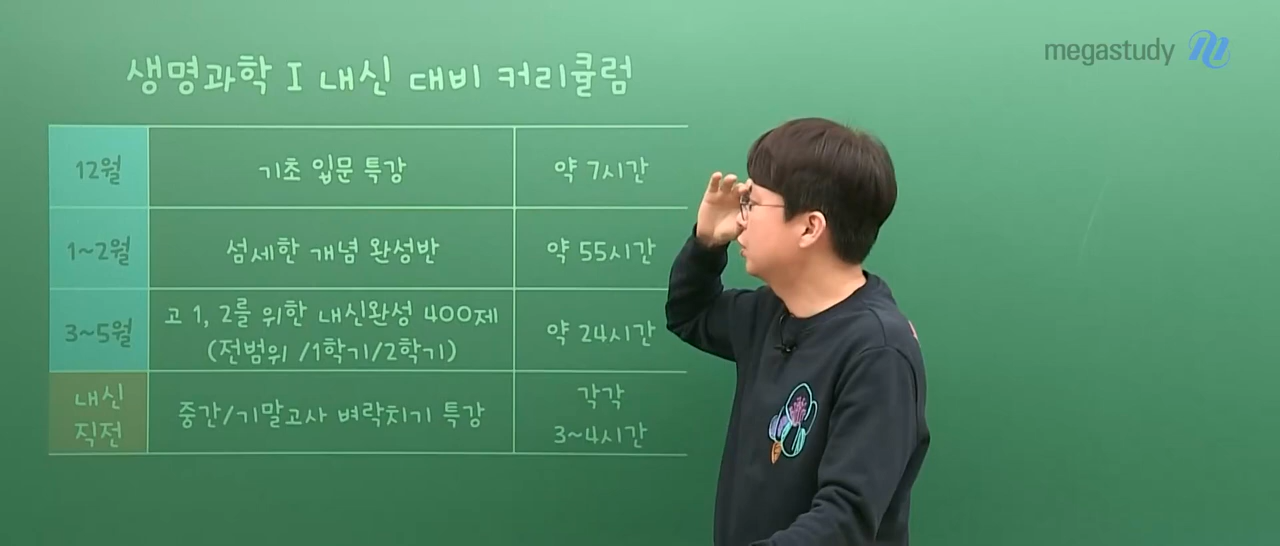 megastudy
생명과학 I 내신 대비 커리큘럼
12월 기초 입문 특강 약 7시간
1~2월 섬세한 개념 완성반 약 55시간
3~5월 고 1, 2를 위한 내신완성 400제 (전범위 /1학기/2학기) 약 24시간
내신 직전 중간/기말고사 벼락치기 특강 각각 3~4시간